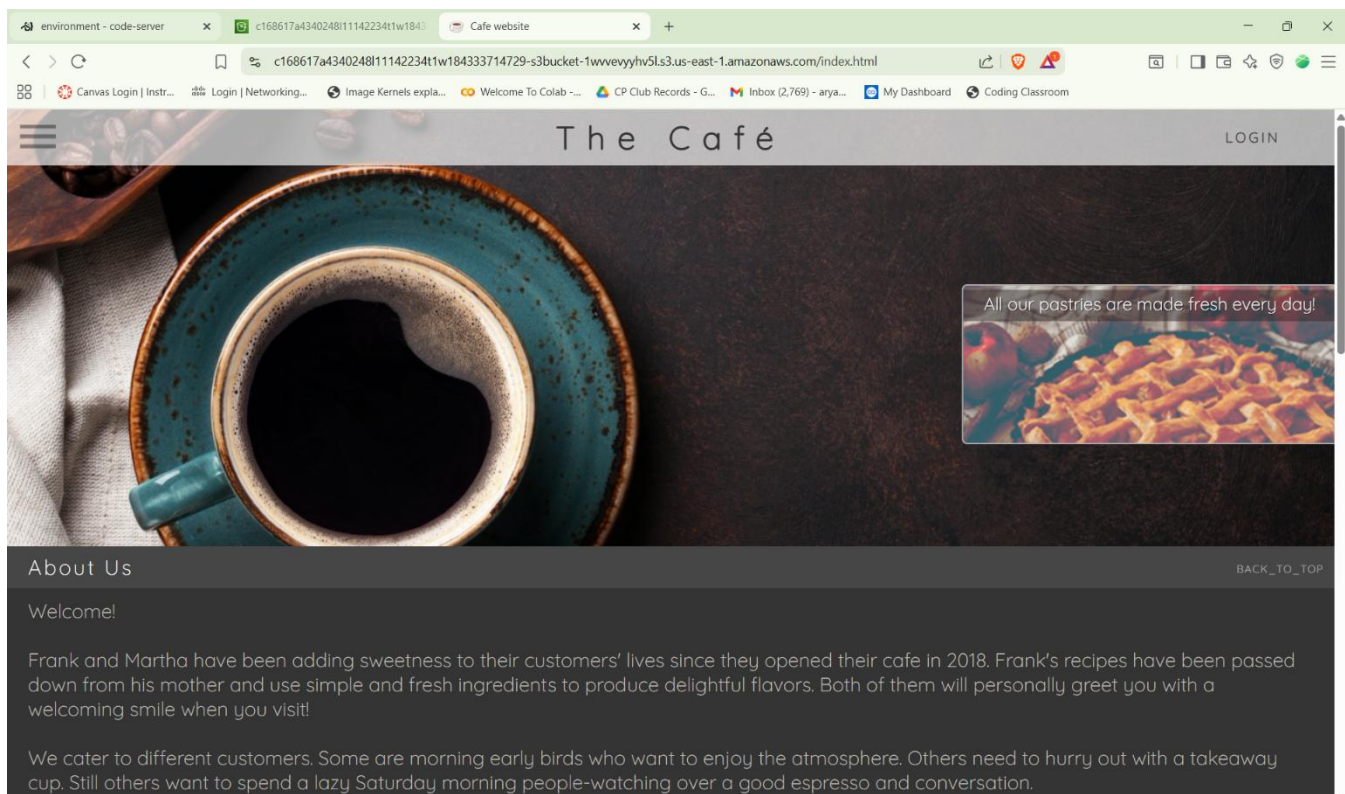 environment - code-server
c168617a4340248l11142234t1w1843
Cafe website
c168617a4340248l11142234t1w184333714729-s3bucket-1wvvevyyhv5l.s3.us-east-1.amazonaws.com/index.html
Canvas Login | Instr...
Login | Networking...
Image Kernels expla...
Welcome To Colab -...
CP Club Records - G...
Inbox (2,769) - arya...
My Dashboard
Coding Classroom
The Café
LOGIN
All our pastries are made fresh every day!
About Us
BACK_TO_TOP
Welcome!
Frank and Martha have been adding sweetness to their customers' lives since they opened their cafe in 2018. Frank's recipes have been passed
down from his mother and use simple and fresh ingredients to produce delightful flavors. Both of them will personally greet you with a
welcoming smile when you visit!
We cater to different customers. Some are morning early birds who want to enjoy the atmosphere. Others need to hurry out with a takeaway
cup. Still others want to spend a lazy Saturday morning people-watching over a good espresso and conversation.